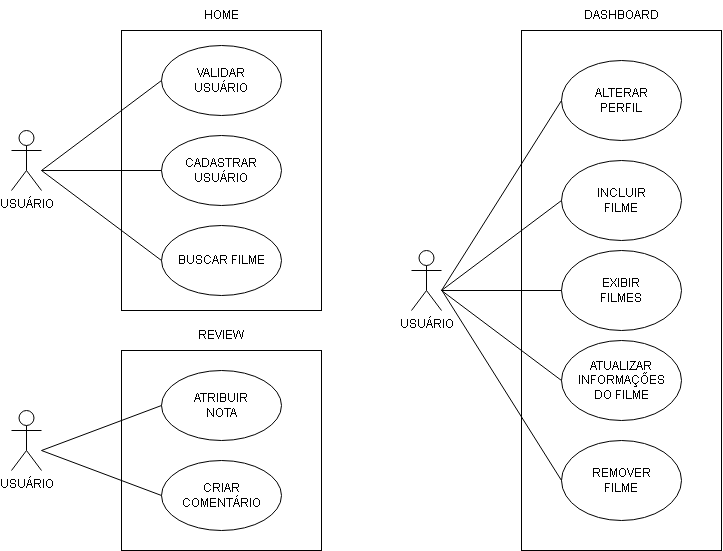 HOME
VALIDAR
USUÁRIO
CADASTRAR
USUÁRIO
BUSCAR FILME
USUÁRIO
REVIEW
ATRIBUIR
NOTA
CRIAR
COMENTÁRIO
USUÁRIO
DASHBOARD
ALTERAR
PERFIL
INCLUIR
FILME
EXIBIR
FILMES
ATUALIZAR
INFORMAÇÕES
DO FILME
REMOVER
FILME
USUÁRIO